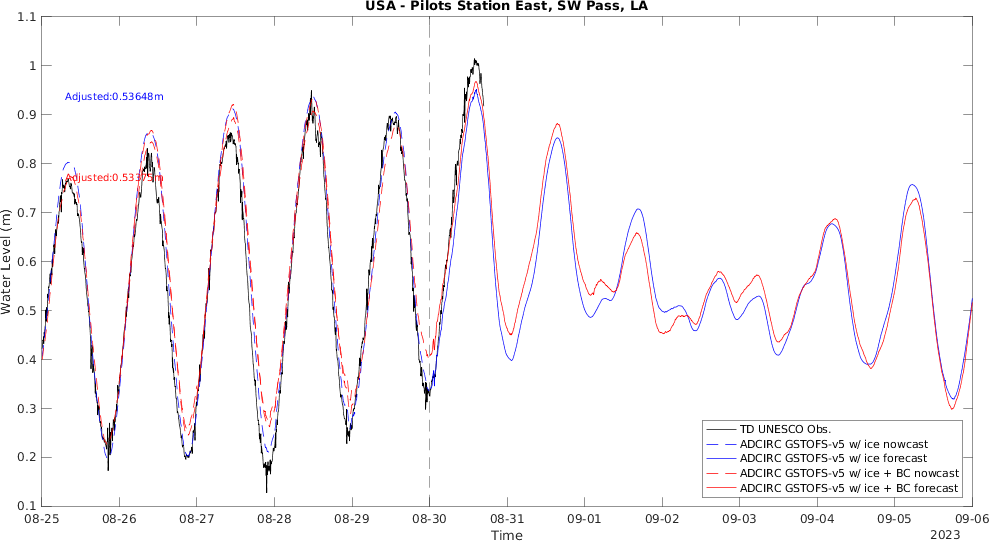 USA - Pilots Station East, SW Pass, LA
1.1
1
0.9
0.8
0.7
0.6
0.5
0.4
0.3
0.2
0.1
Water Level (m)
Adjusted:0.53648m
Adjusted:0.53375m
TD UNESCO Obs.
ADCIRC GSTOFS-v5 w/ ice nowcast
ADCIRC GSTOFS-v5 w/ ice forecast
ADCIRC GSTOFS-v5 w/ ice + BC nowcast
ADCIRC GSTOFS-v5 w/ ice + BC forecast
08-25 08-26 08-27 08-28 08-29 08-30 08-31 09-01 09-02 09-03 09-04 09-05 09-06
Time
2023